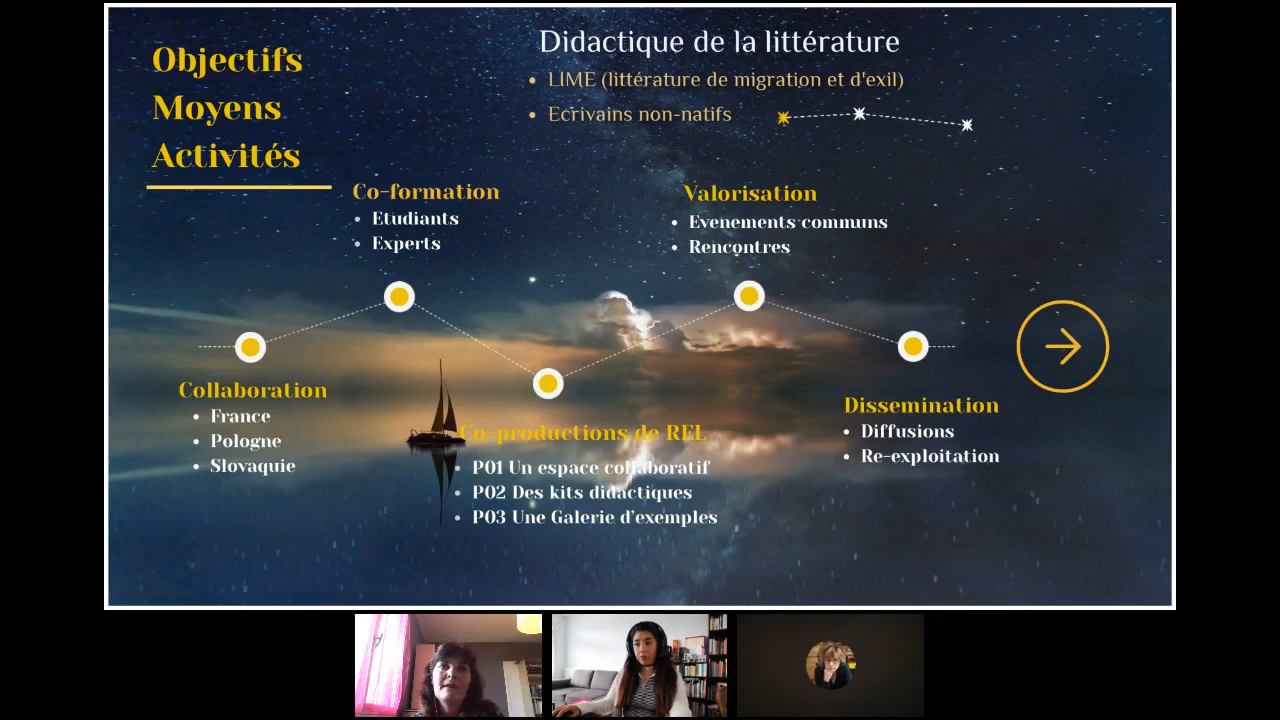 Objectifs
Moyens
Activités
Didactique de la littérature
• LIME (littérature de migration et d'exil)
• Ecrivains non-natifs
Co-formation
• Etudiants
• Experts
Valorisation
• Evenements communs
• Rencontres
Collaboration
• France
• Pologne
• Slovaquie
Co-productions de REL
• P01 Un espace collaboratif
• P02 Des kits didactiques
• P03 Une Galerie d'exemples
Dissemination
• Diffusions
• Re-exploitation